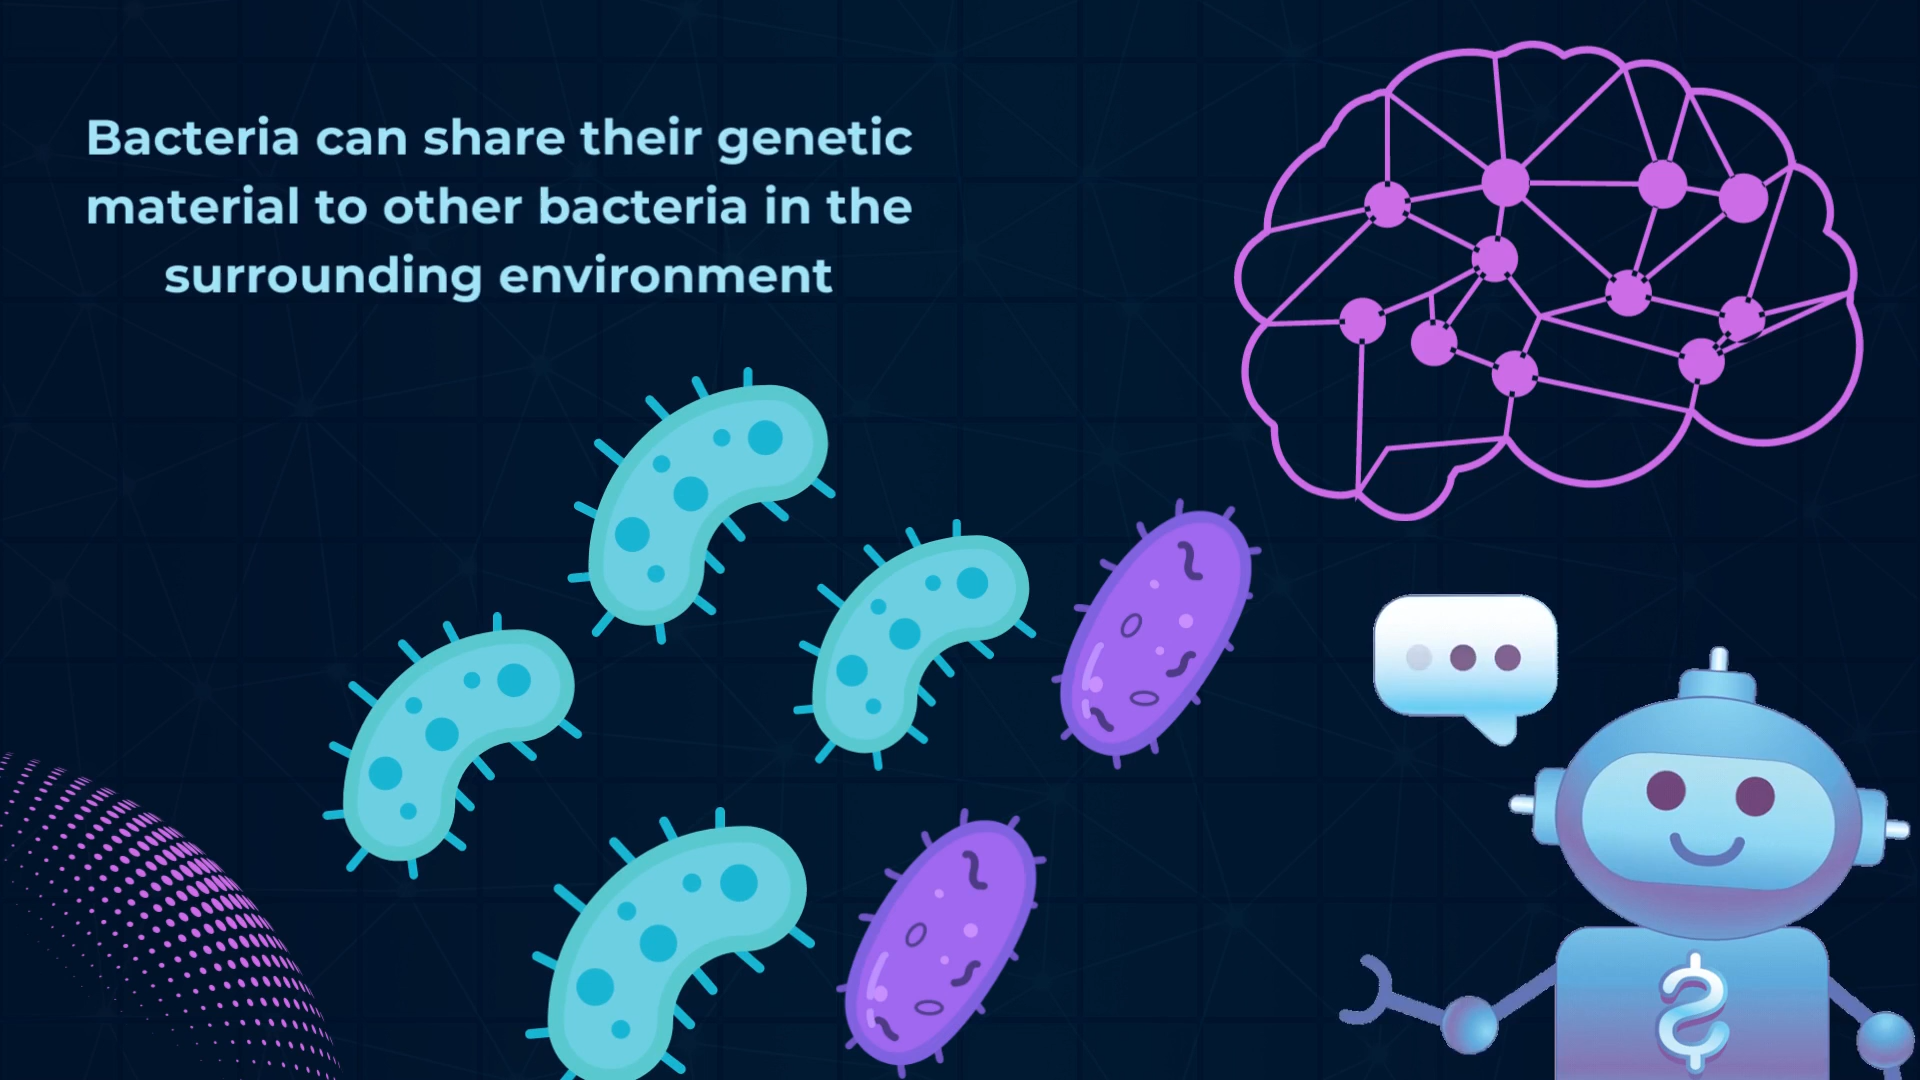 Bacteria can share their genetic
material to other bacteria in the
surrounding environment